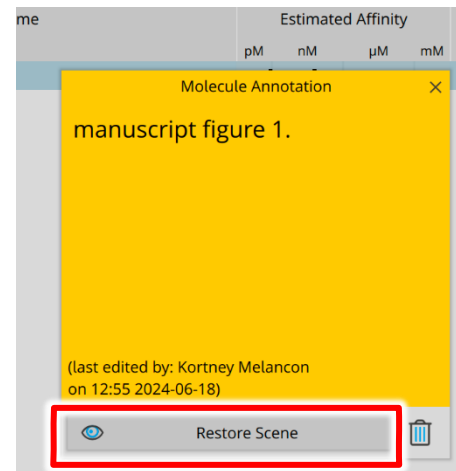 me
Estimated Affinity
pM nM µM mM
Molecule Annotation
manuscript figure 1.
(last edited by: Kortney Melancon
on 12:55 2024-06-18)
Restore Scene